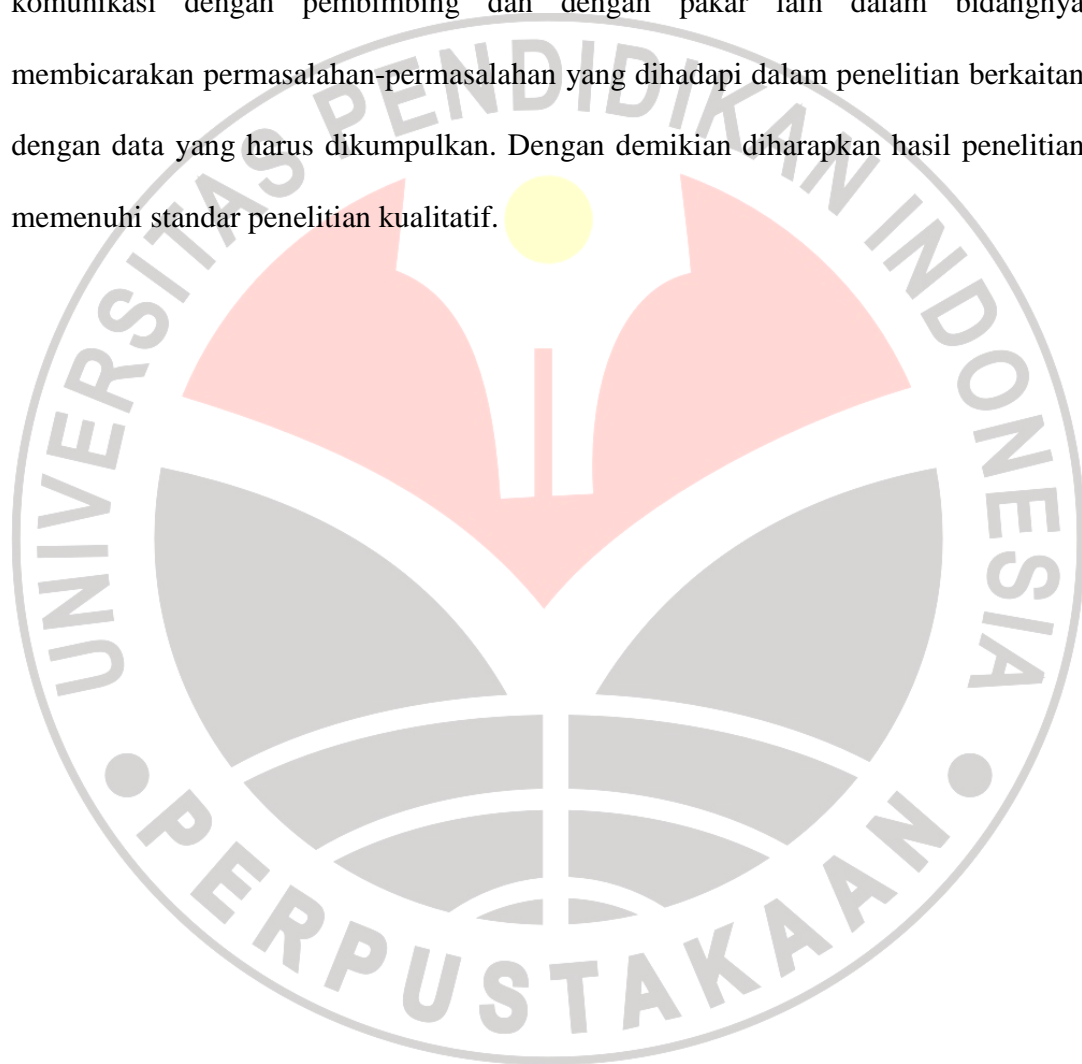 komunikasi dengan pembimbing dan dengan pakar lain dalam bidangnya
membicarakan permasalahan-permasalahan yang dihadapi dalam penelitian berkaitan
dengan data yang harus dikumpulkan. Dengan demikian diharapkan hasil penelitian
memenuhi standar penelitian kualitatif.
UNIVERSITAS PENDIDIKAN INDONESIA
PERPUSTAKAAN